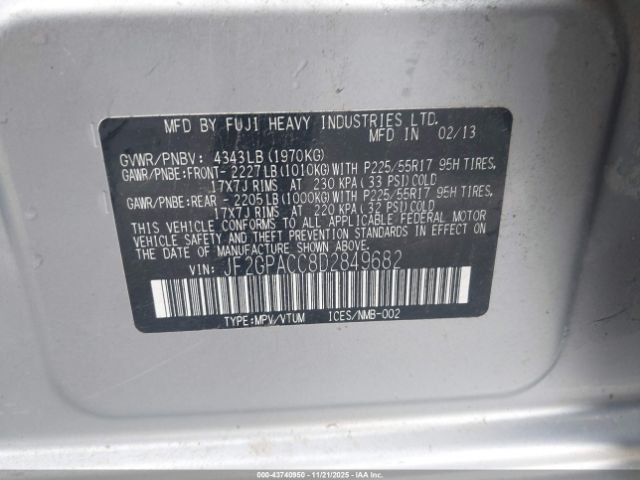 MFD BY FUJI HEAVY INDUSTRIES LTD.
MFD IN 02/13
GVWR/PNBV: 4343LB(1970KG)
GAWR/PNBE:FRONT- 2227LB(1010KG)WITH P225/55R17 95H TIRES,
17X7J RIMS AT 230 KPA(33 PSI)COLD
GAWR/PNBE:REAR - 2205LB(1000KG)WITH P225/55R17 95H TIRES,
17X7J RIMS AT 220 KPA(32 PSI)COLD
THIS VEHICLE CONFORMS TO ALL APPLICABLE FEDERAL MOTOR
VEHICLE SAFETY AND THEFT PREVENTION STANDARDS IN EFFECT ON
THE DATE OF MANUFACTURE SHOWN ABOVE.
VIN: JF2GPACC8D2849682
TYPE:MPV/VTUM ICES/NMB-002
000-43740950 - 11/21/2025 - IAAI.COM